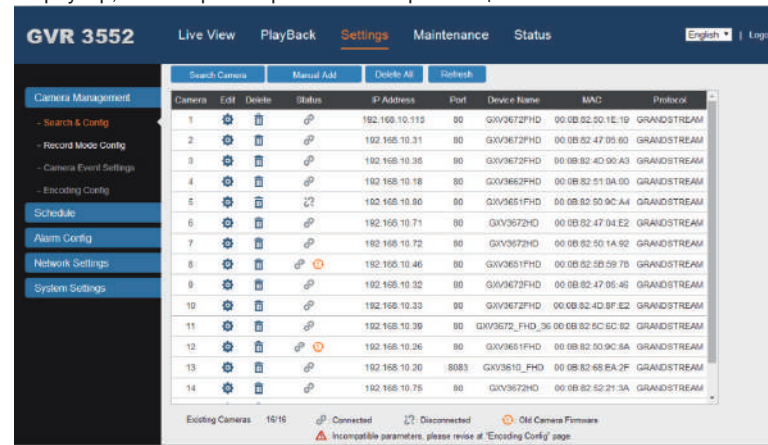 GVR 3552 Live View PlayBack Settings Maintenance Status English | Logo
Search Camera Manual Add Delete All Refresh
Camera Management
- Search & Config
- Record Mode Config
- Camera Event Settings
- Encoding Config
Schedule
Alarm Config
Network Settings
System Settings
Camera Edit Delete Status IP Address Port Device Name MAC Protocol
1 192.168.10.115 80 GXV3672FHD 00:0B:82:50:1E:19 GRANDSTREAM
2 192.168.10.31 80 GXV3672FHD 00:0B:82:47:05:60 GRANDSTREAM
3 192.168.10.36 80 GXV3672FHD 00:0B:82:4D:90:A3 GRANDSTREAM
4 192.168.10.18 80 GXV3662FHD 00:0B:82:51:0A:00 GRANDSTREAM
5 192.168.10.80 80 GXV3651FHD 00:0B:82:50:9C:A4 GRANDSTREAM
6 192.168.10.71 80 GXV3672HD 00:0B:82:47:04:E2 GRANDSTREAM
7 192.168.10.72 80 GXV3672HD 00:0B:82:50:1A:92 GRANDSTREAM
8 192.168.10.46 80 GXV3651FHD 00:0B:82:5B:59:78 GRANDSTREAM
9 192.168.10.32 80 GXV3672FHD 00:0B:82:47:05:46 GRANDSTREAM
10 192.168.10.33 80 GXV3672FHD 00:0B:82:4D:8F:E2 GRANDSTREAM
11 192.168.10.39 80 GXV3672_FHD_36 00:0B:82:5C:6C:82 GRANDSTREAM
12 192.168.10.26 80 GXV3651FHD 00:0B:82:50:9C:8A GRANDSTREAM
13 192.168.10.20 8083 GXV3610_FHD 00:0B:82:68:EA:2F GRANDSTREAM
14 192.168.10.75 80 GXV3672HD 00:0B:82:52:21:3A GRANDSTREAM
Existing Cameras 16/16 : Connected : Disconnected : Old Camera Firmware
: Incompatible parameters, please revise at "Encoding Config" page.